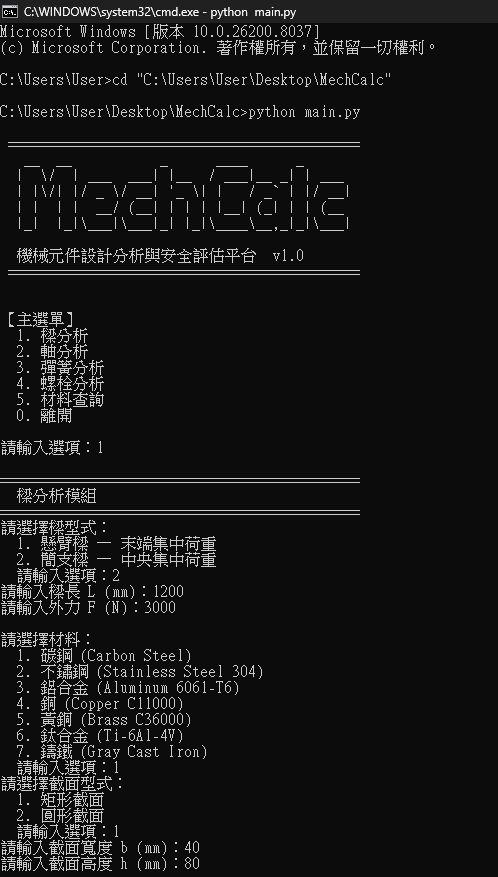 C:\WINDOWS\system32\cmd.exe - python main.py
Microsoft Windows [版本 10.0.26200.8037]
(c) Microsoft Corporation. 著作權所有，並保留一切權利。
C:\Users\User>cd "C:\Users\User\Desktop\MechCalc"
C:\Users\User\Desktop\MechCalc>python main.py
MechCalc
機械元件設計分析與安全評估平台 v1.0
【主選單】
1. 樑分析
2. 軸分析
3. 彈簧分析
4. 螺栓分析
5. 材料查詢
0. 離開
請輸入選項：1
樑分析模組
請選擇樑型式：
1. 懸臂樑 — 末端集中荷重
2. 簡支樑 — 中央集中荷重
請輸入選項：2
請輸入樑長 L (mm)：1200
請輸入外力 F (N)：3000
請選擇材料：
1. 碳鋼 (Carbon Steel)
2. 不鏽鋼 (Stainless Steel 304)
3. 鋁合金 (Aluminum 6061-T6)
4. 銅 (Copper C11000)
5. 黃銅 (Brass C36000)
6. 鈦合金 (Ti-6Al-4V)
7. 鑄鐵 (Gray Cast Iron)
請輸入選項：1
請選擇截面型式：
1. 矩形截面
2. 圓形截面
請輸入選項：1
請輸入截面寬度 b (mm)：40
請輸入截面高度 h (mm)：80